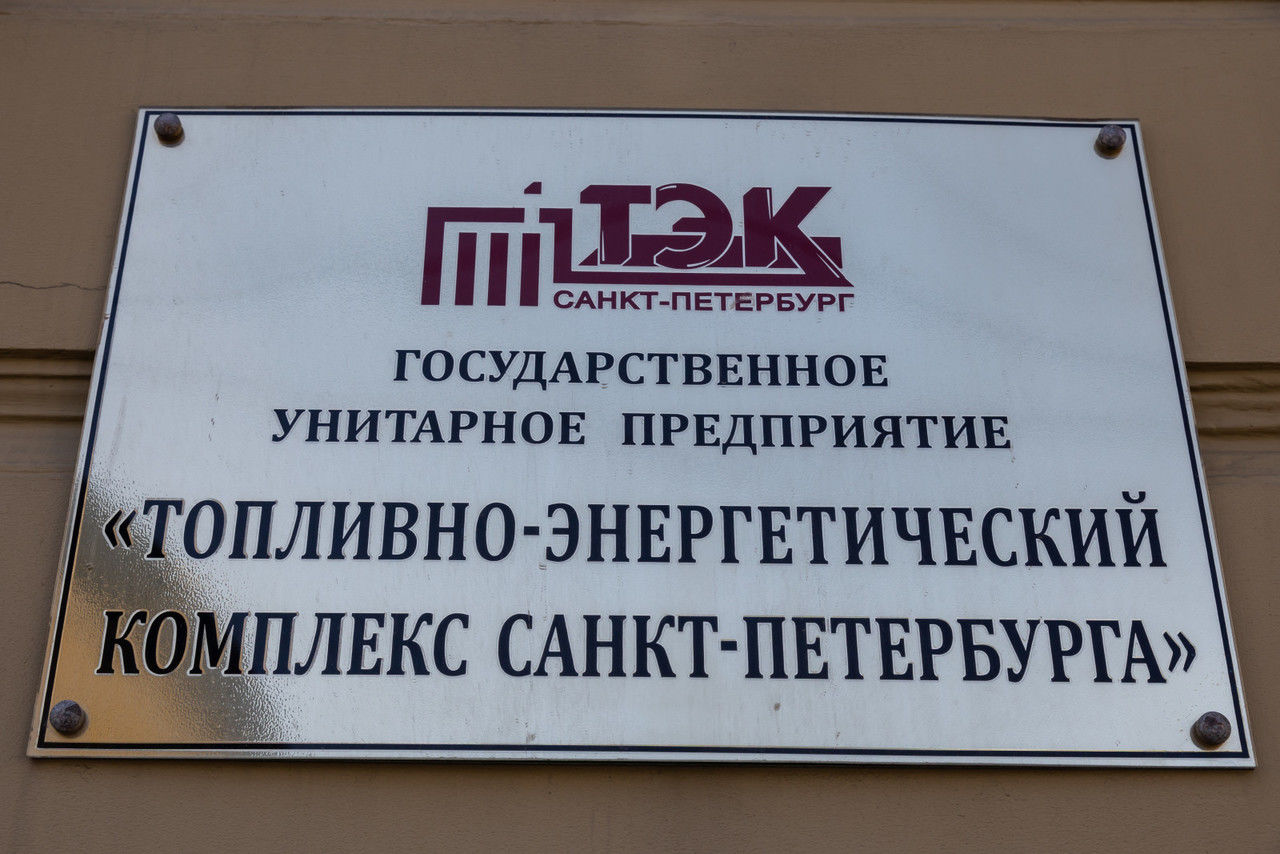 ТЭК
САНКТ-ПЕТЕРБУРГ
ГОСУДАРСТВЕННОЕ
УНИТАРНОЕ ПРЕДПРИЯТИЕ
«ТОПЛИВНО-ЭНЕРГЕТИЧЕСКИЙ
КОМПЛЕКС САНКТ-ПЕТЕРБУРГА»